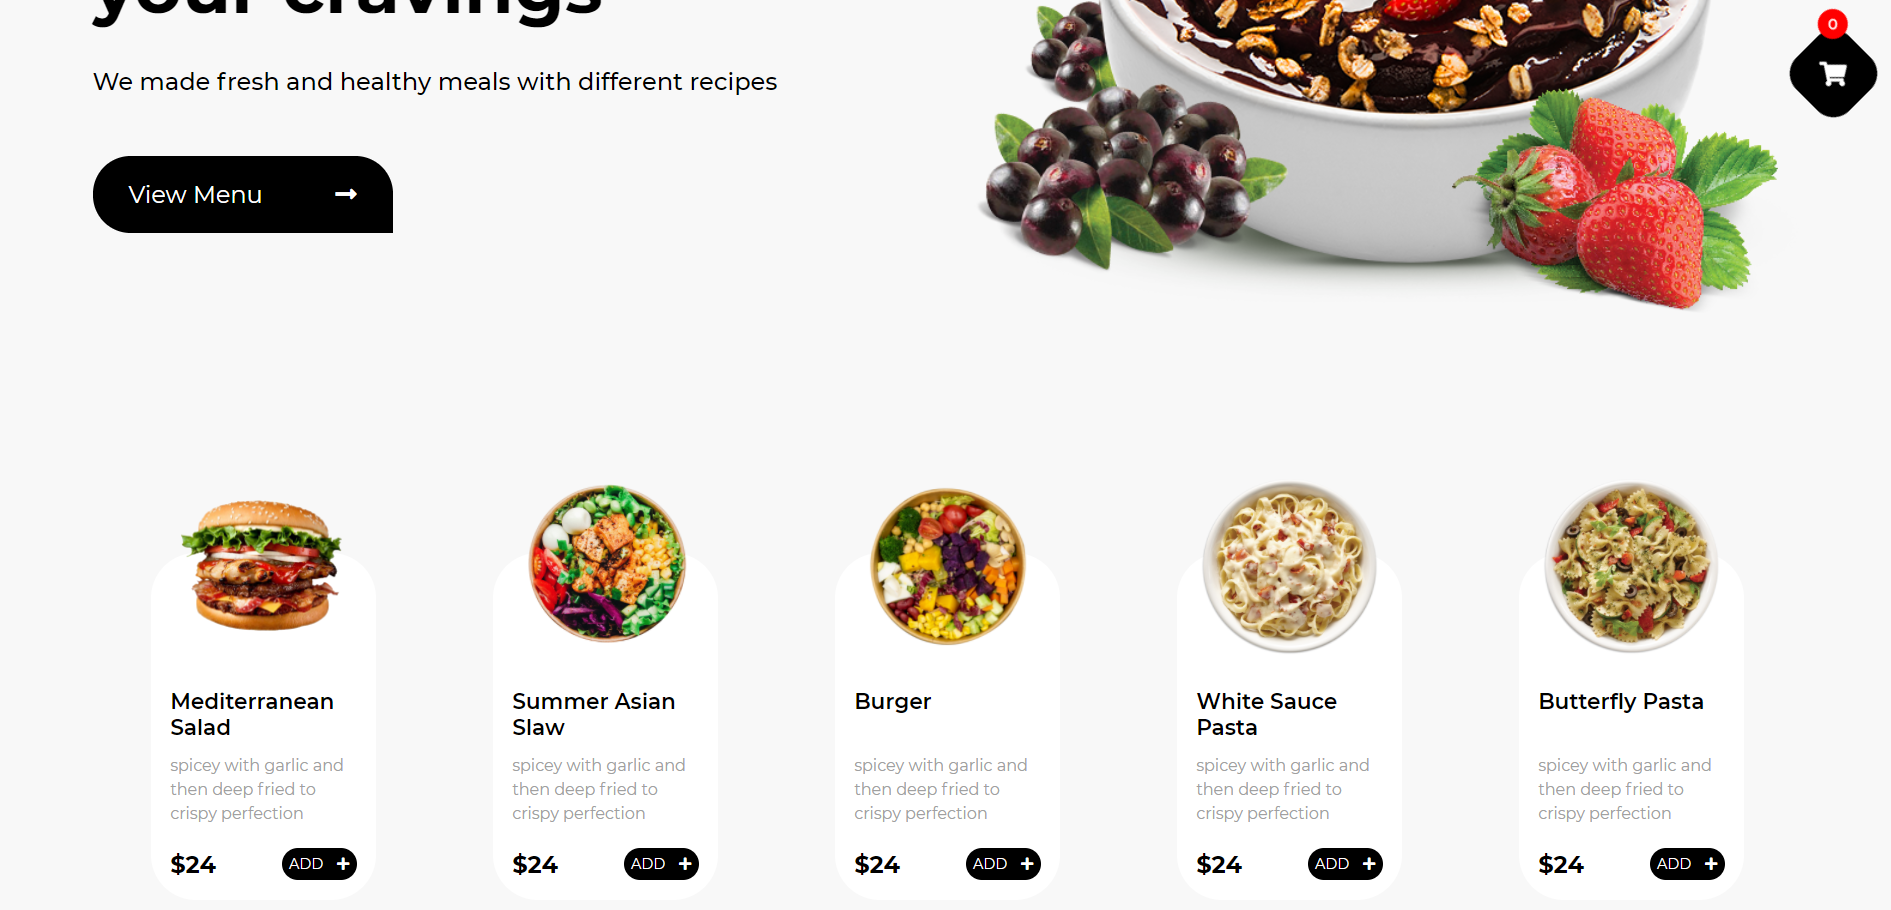 your cravings
We made fresh and healthy meals with different recipes
0
View Menu
Mediterranean
Salad
spicey with garlic and
then deep fried to
crispy perfection
$24 ADD
Summer Asian
Slaw
spicey with garlic and
then deep fried to
crispy perfection
$24 ADD
Burger
spicey with garlic and
then deep fried to
crispy perfection
$24 ADD
White Sauce
Pasta
spicey with garlic and
then deep fried to
crispy perfection
$24 ADD
Butterfly Pasta
spicey with garlic and
then deep fried to
crispy perfection
$24 ADD